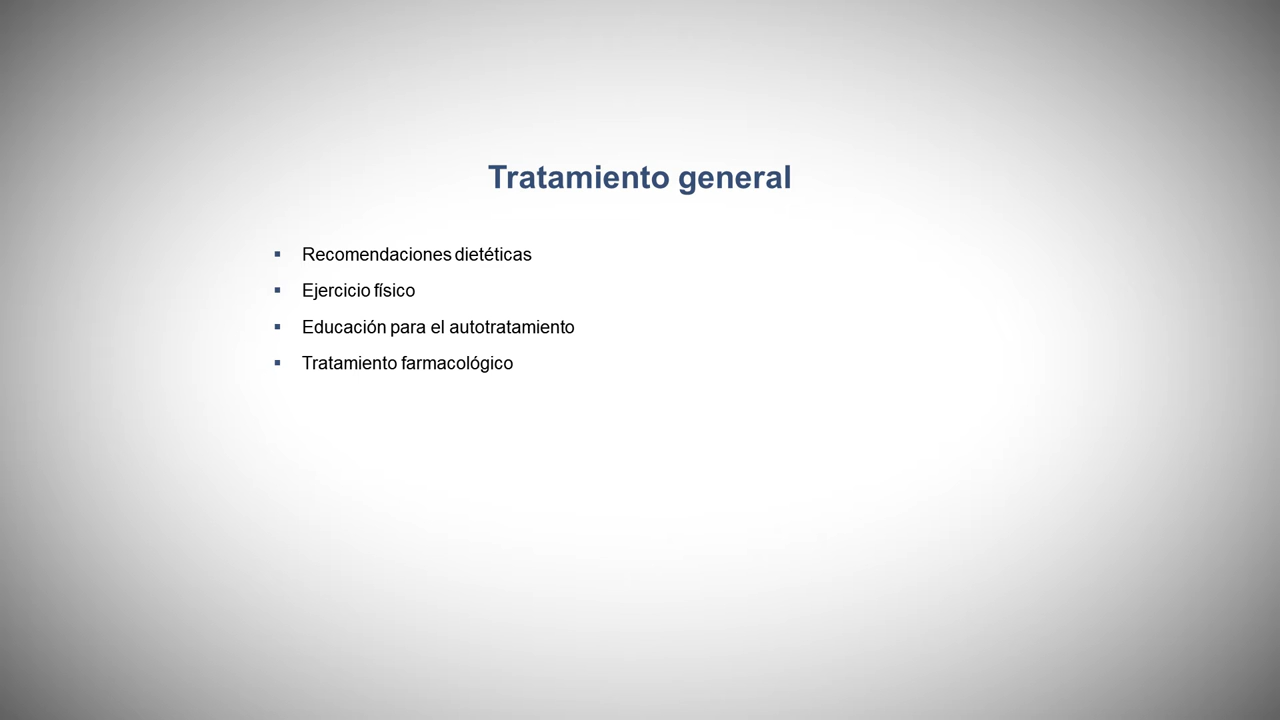 Tratamiento general
▪ Recomendaciones dietéticas
▪ Ejercicio físico
▪ Educación para el autotratamiento
▪ Tratamiento farmacológico